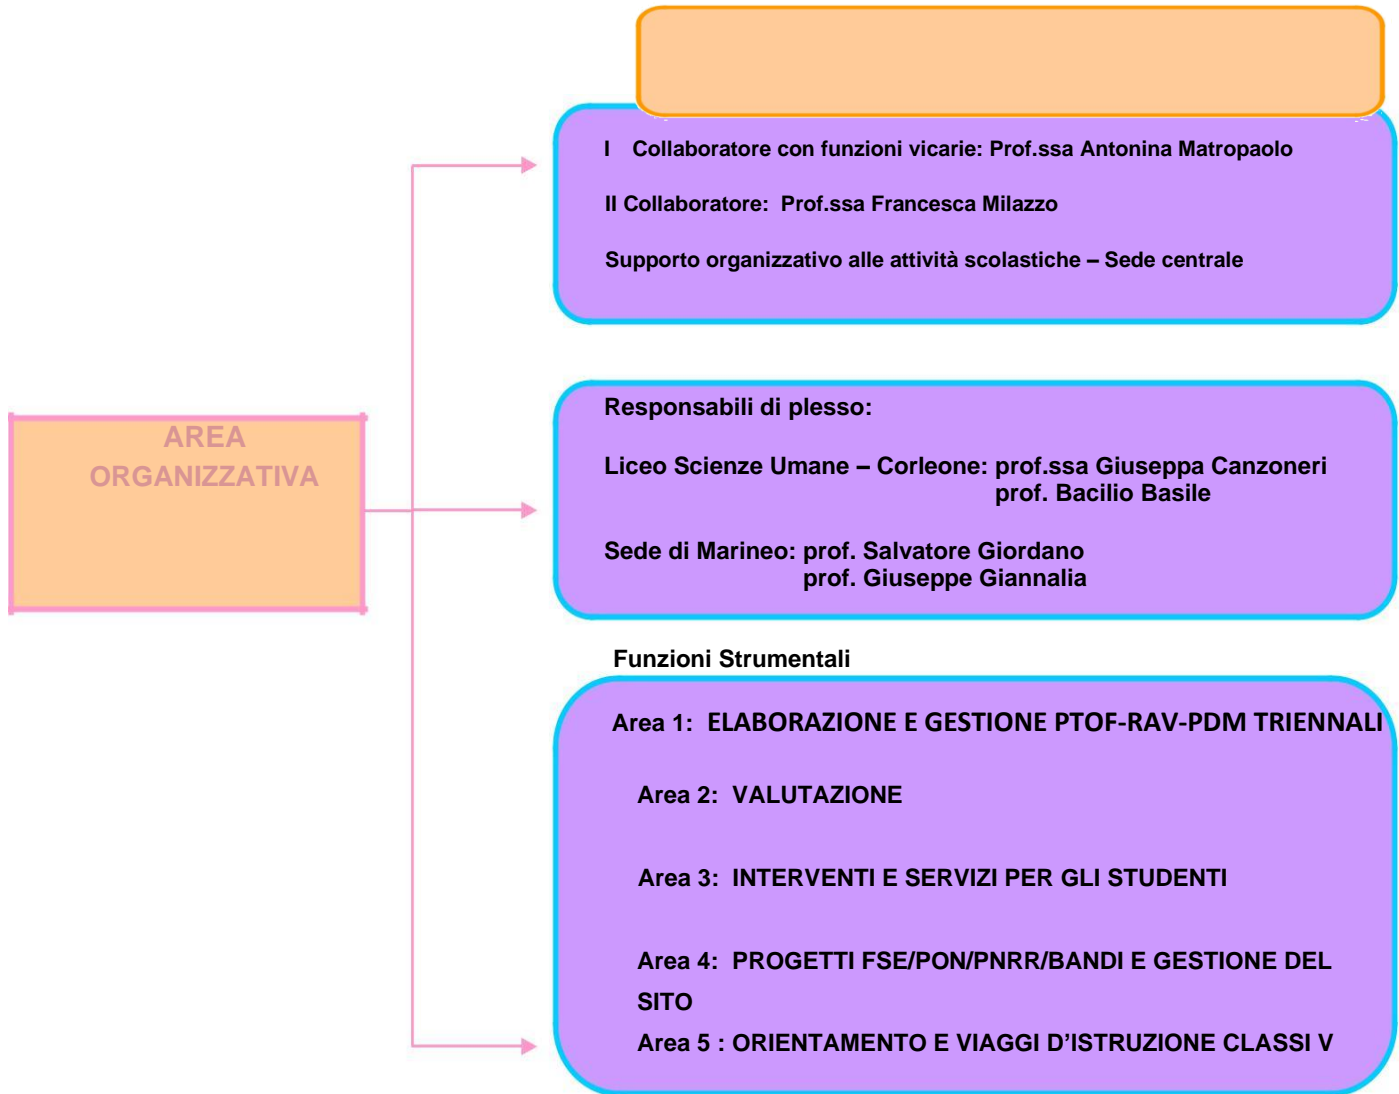 I Collaboratore con funzioni vicarie: Prof.ssa Antonina Matropaolo
II Collaboratore: Prof.ssa Francesca Milazzo
Supporto organizzativo alle attività scolastiche – Sede centrale
AREA
ORGANIZZATIVA
Responsabili di plesso:
Liceo Scienze Umane – Corleone: prof.ssa Giuseppa Canzoneri
prof. Bacilio Basile
Sede di Marineo: prof. Salvatore Giordano
prof. Giuseppe Giannalia
Funzioni Strumentali
Area 1: ELABORAZIONE E GESTIONE PTOF-RAV-PDM TRIENNALI
Area 2: VALUTAZIONE
Area 3: INTERVENTI E SERVIZI PER GLI STUDENTI
Area 4: PROGETTI FSE/PON/PNRR/BANDI E GESTIONE DEL
SITO
Area 5 : ORIENTAMENTO E VIAGGI D’ISTRUZIONE CLASSI V